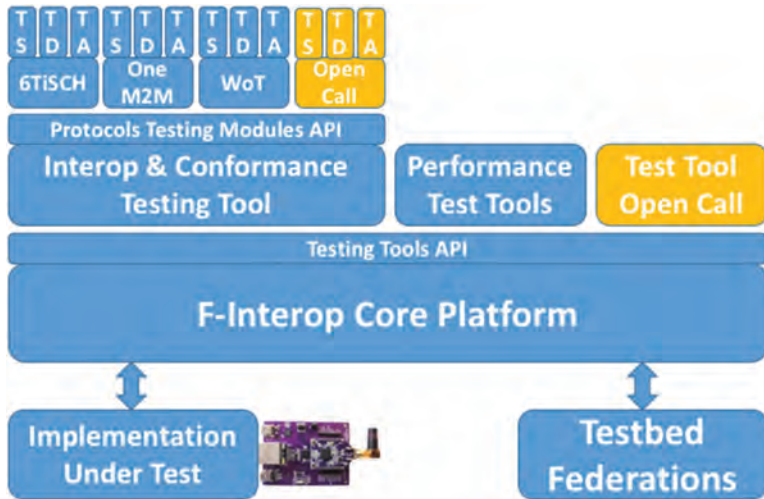 T T T T T T T T T T T T
S D A S D A S D A S D A
6TiSCH One M2M WoT Open Call
Protocols Testing Modules API
Interop & Conformance Testing Tool
Performance Test Tools
Test Tool Open Call
Testing Tools API
F-Interop Core Platform
Implementation
Under Test
Testbed
Federations